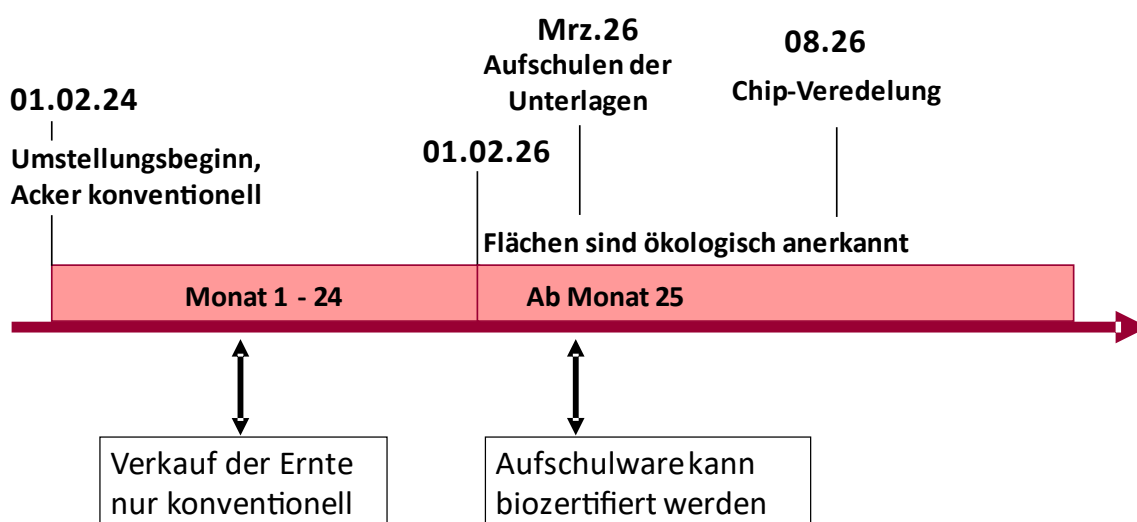 01.02.24
Umstellungsbeginn,
Acker konventionell
01.02.26
Mrz.26
Aufschulen der
Unterlagen
08.26
Chip-Veredelung
Flächen sind ökologisch anerkannt
Monat 1 - 24
Ab Monat 25
Verkauf der Ernte
nur konventionell
Aufschulware kann
biozertifiert werden